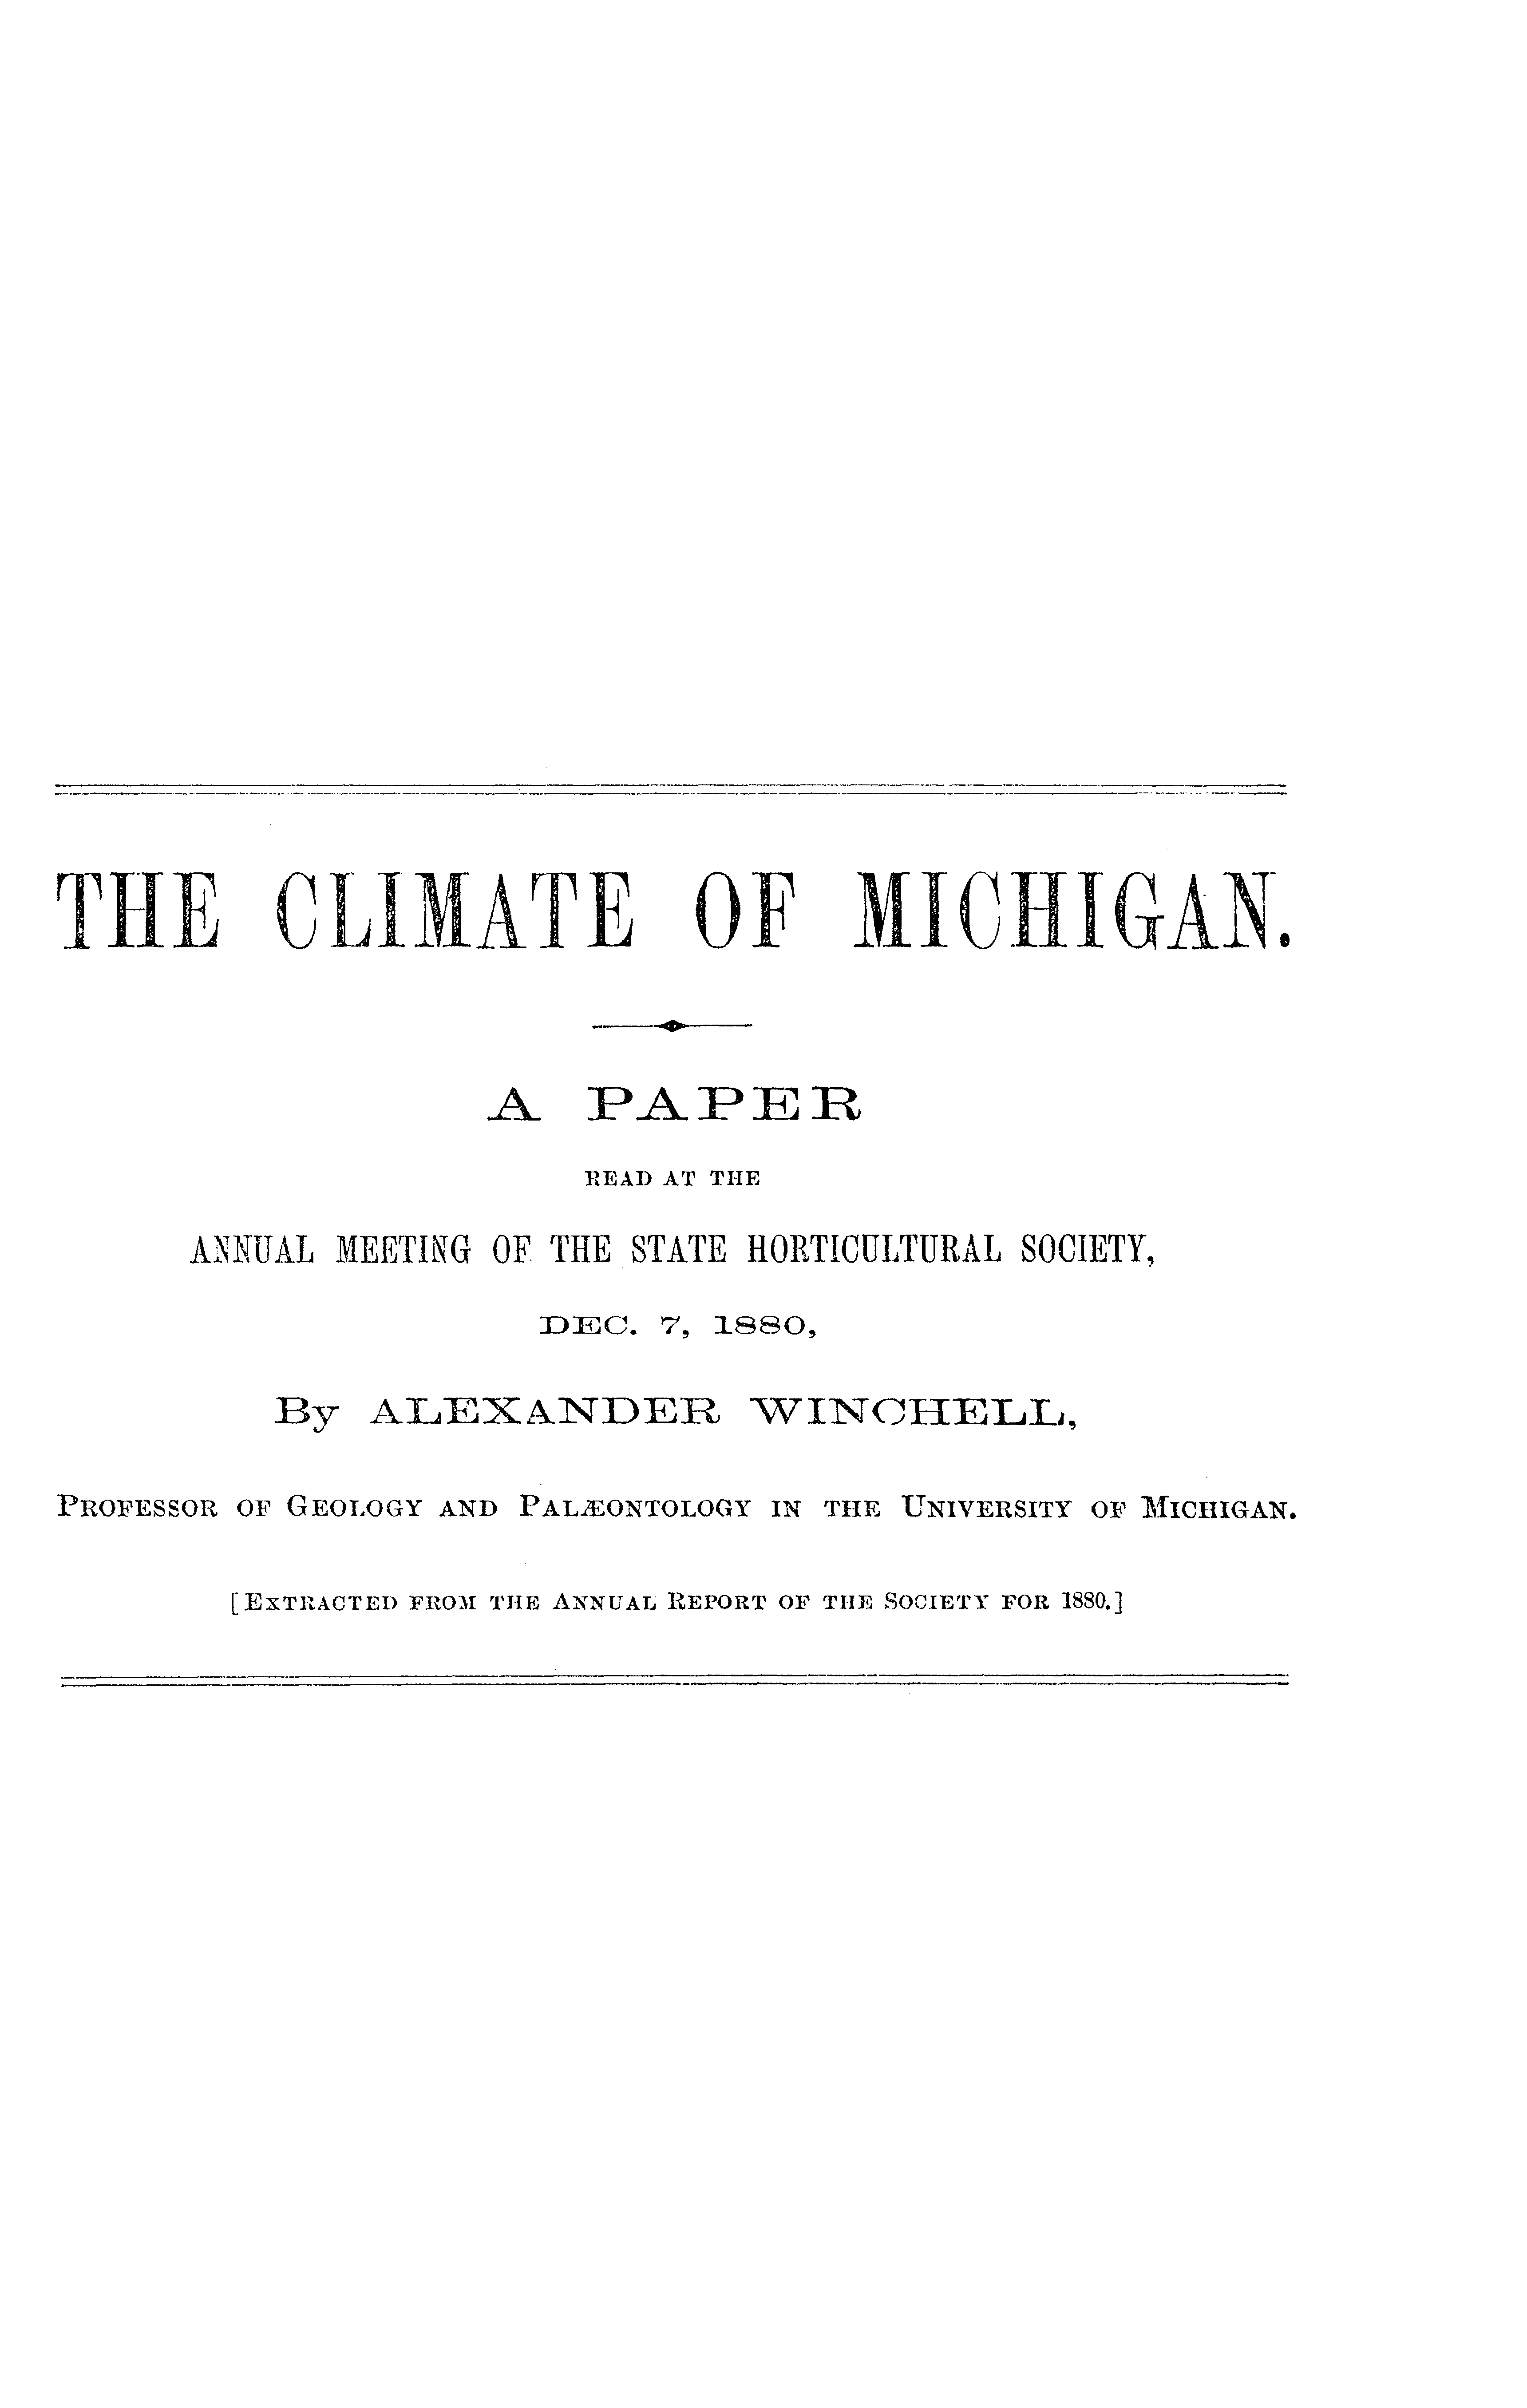 THE CLIMATE OF MICHIGAN.
A PAPER
READ AT THE
ANNUAL MEETING OF THE STATE HORTICULTURAL SOCIETY,
DEC. 7, 1880,
By ALEXANDER WINCHELL,
PROFESSOR OF GEOLOGY AND PALÆONTOLOGY IN THE UNIVERSITY OF MICHIGAN.
[EXTRACTED FROM THE ANNUAL REPORT OF THE SOCIETY FOR 1880.]